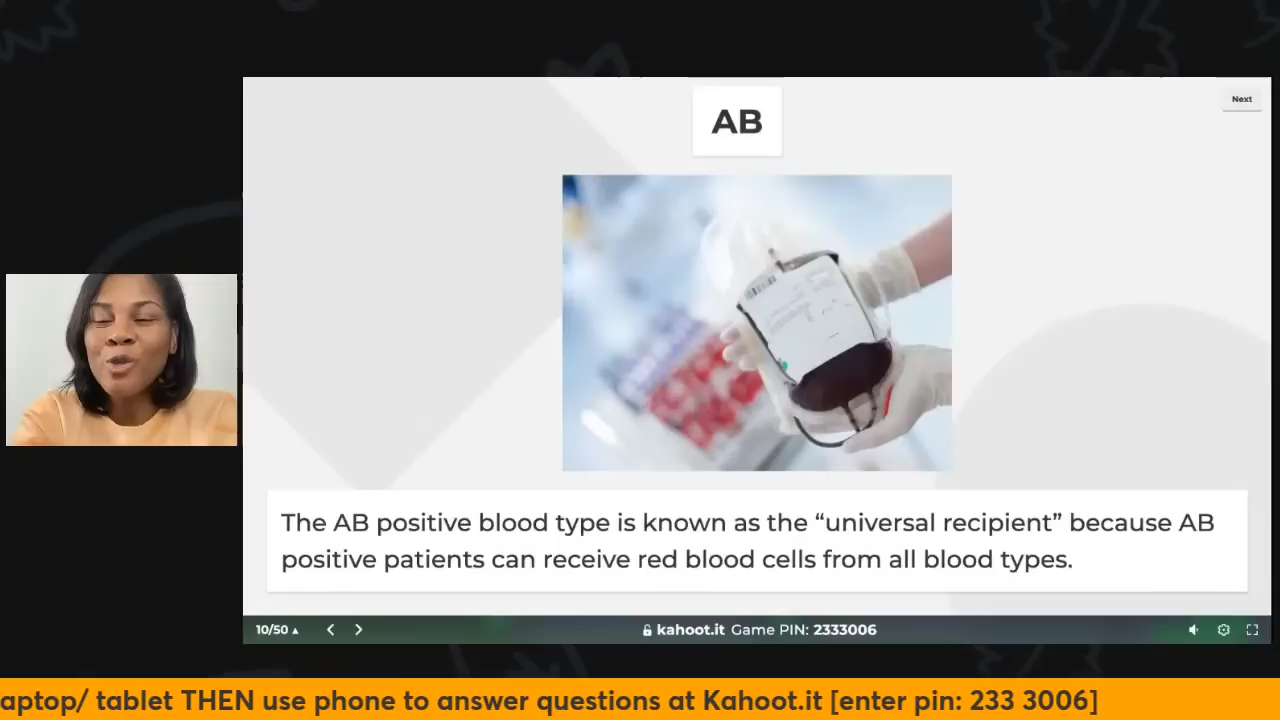 AB
Next
The AB positive blood type is known as the “universal recipient” because AB
positive patients can receive red blood cells from all blood types.
10/50
kahoot.it Game PIN: 2333006
aptop/ tablet THEN use phone to answer questions at Kahoot.it [enter pin: 233 3006]